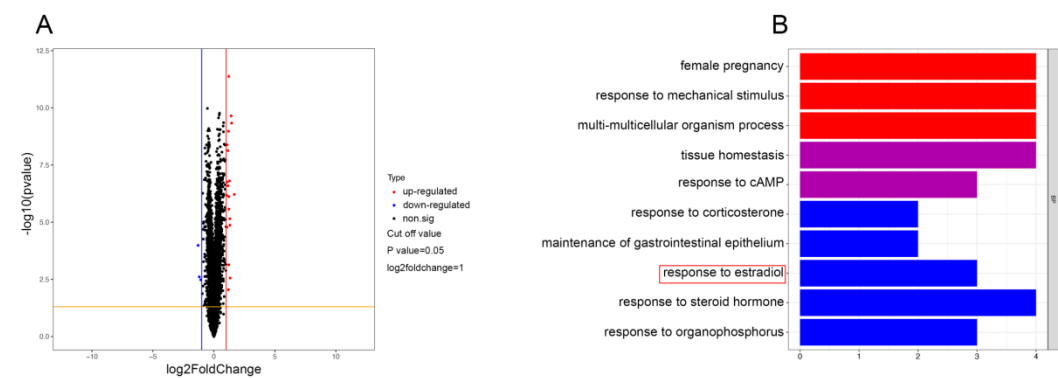 A
12.5
10.0
7.5
5.0
2.5
0.0
-log10(pvalue)
−10
−5
0
5
10
log2FoldChange
Type
up-regulated
down-regulated
non.sig
Cut off value
P value=0.05
log2foldchange=1
B
female pregnancy
response to mechanical stimulus
multi-multicellular organism process
tissue homestasis
response to cAMP
response to corticosterone
maintenance of gastrointestinal epithelium
response to estradiol
response to steroid hormone
response to organophosphorus
0
1
2
3
4
BP